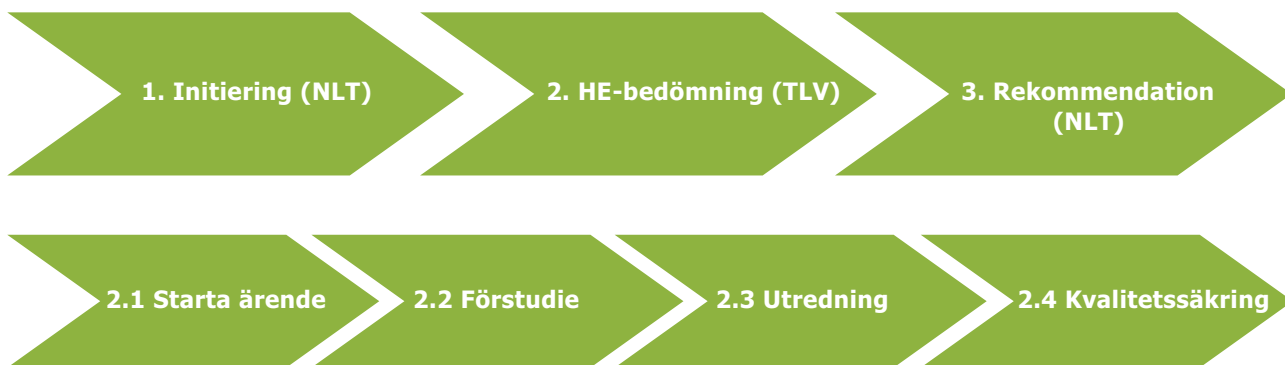 1. Initiering (NLT)
2. HE-bedömning (TLV)
3. Rekommendation
(NLT)
2.1 Starta ärende
2.2 Förstudie
2.3 Utredning
2.4 Kvalitetssäkring